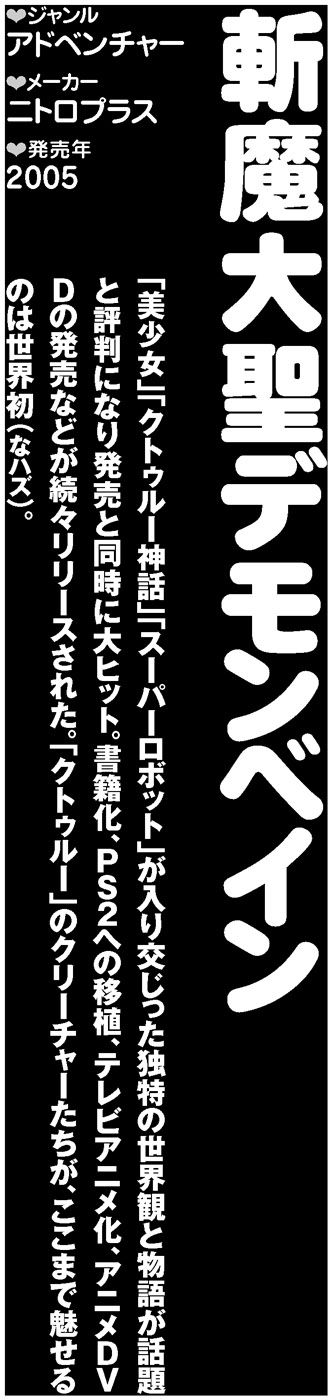 斬魔大聖デモンベイン
❤ジャンル
アドベンチャー
❤メーカー
ニトロプラス
❤発売年
2005
「美少女」「クトゥルー神話」「スーパーロボット」が入り交じった独特の世界観と物語が話題
と評判になり発売と同時に大ヒット。書籍化、PS2への移植、テレビアニメ化、アニメDV
Dの発売などが続々リリースされた。「クトゥルー」のクリーチャーたちが、ここまで魅せる
のは世界初(なハズ)。